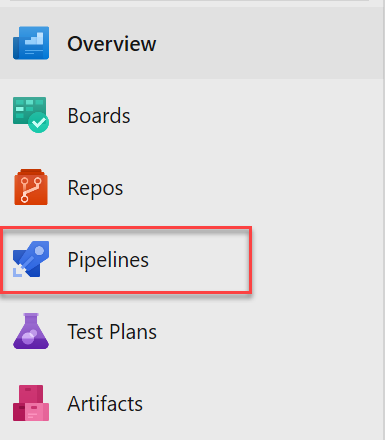 Overview
Boards
Repos
Pipelines
Test Plans
Artifacts